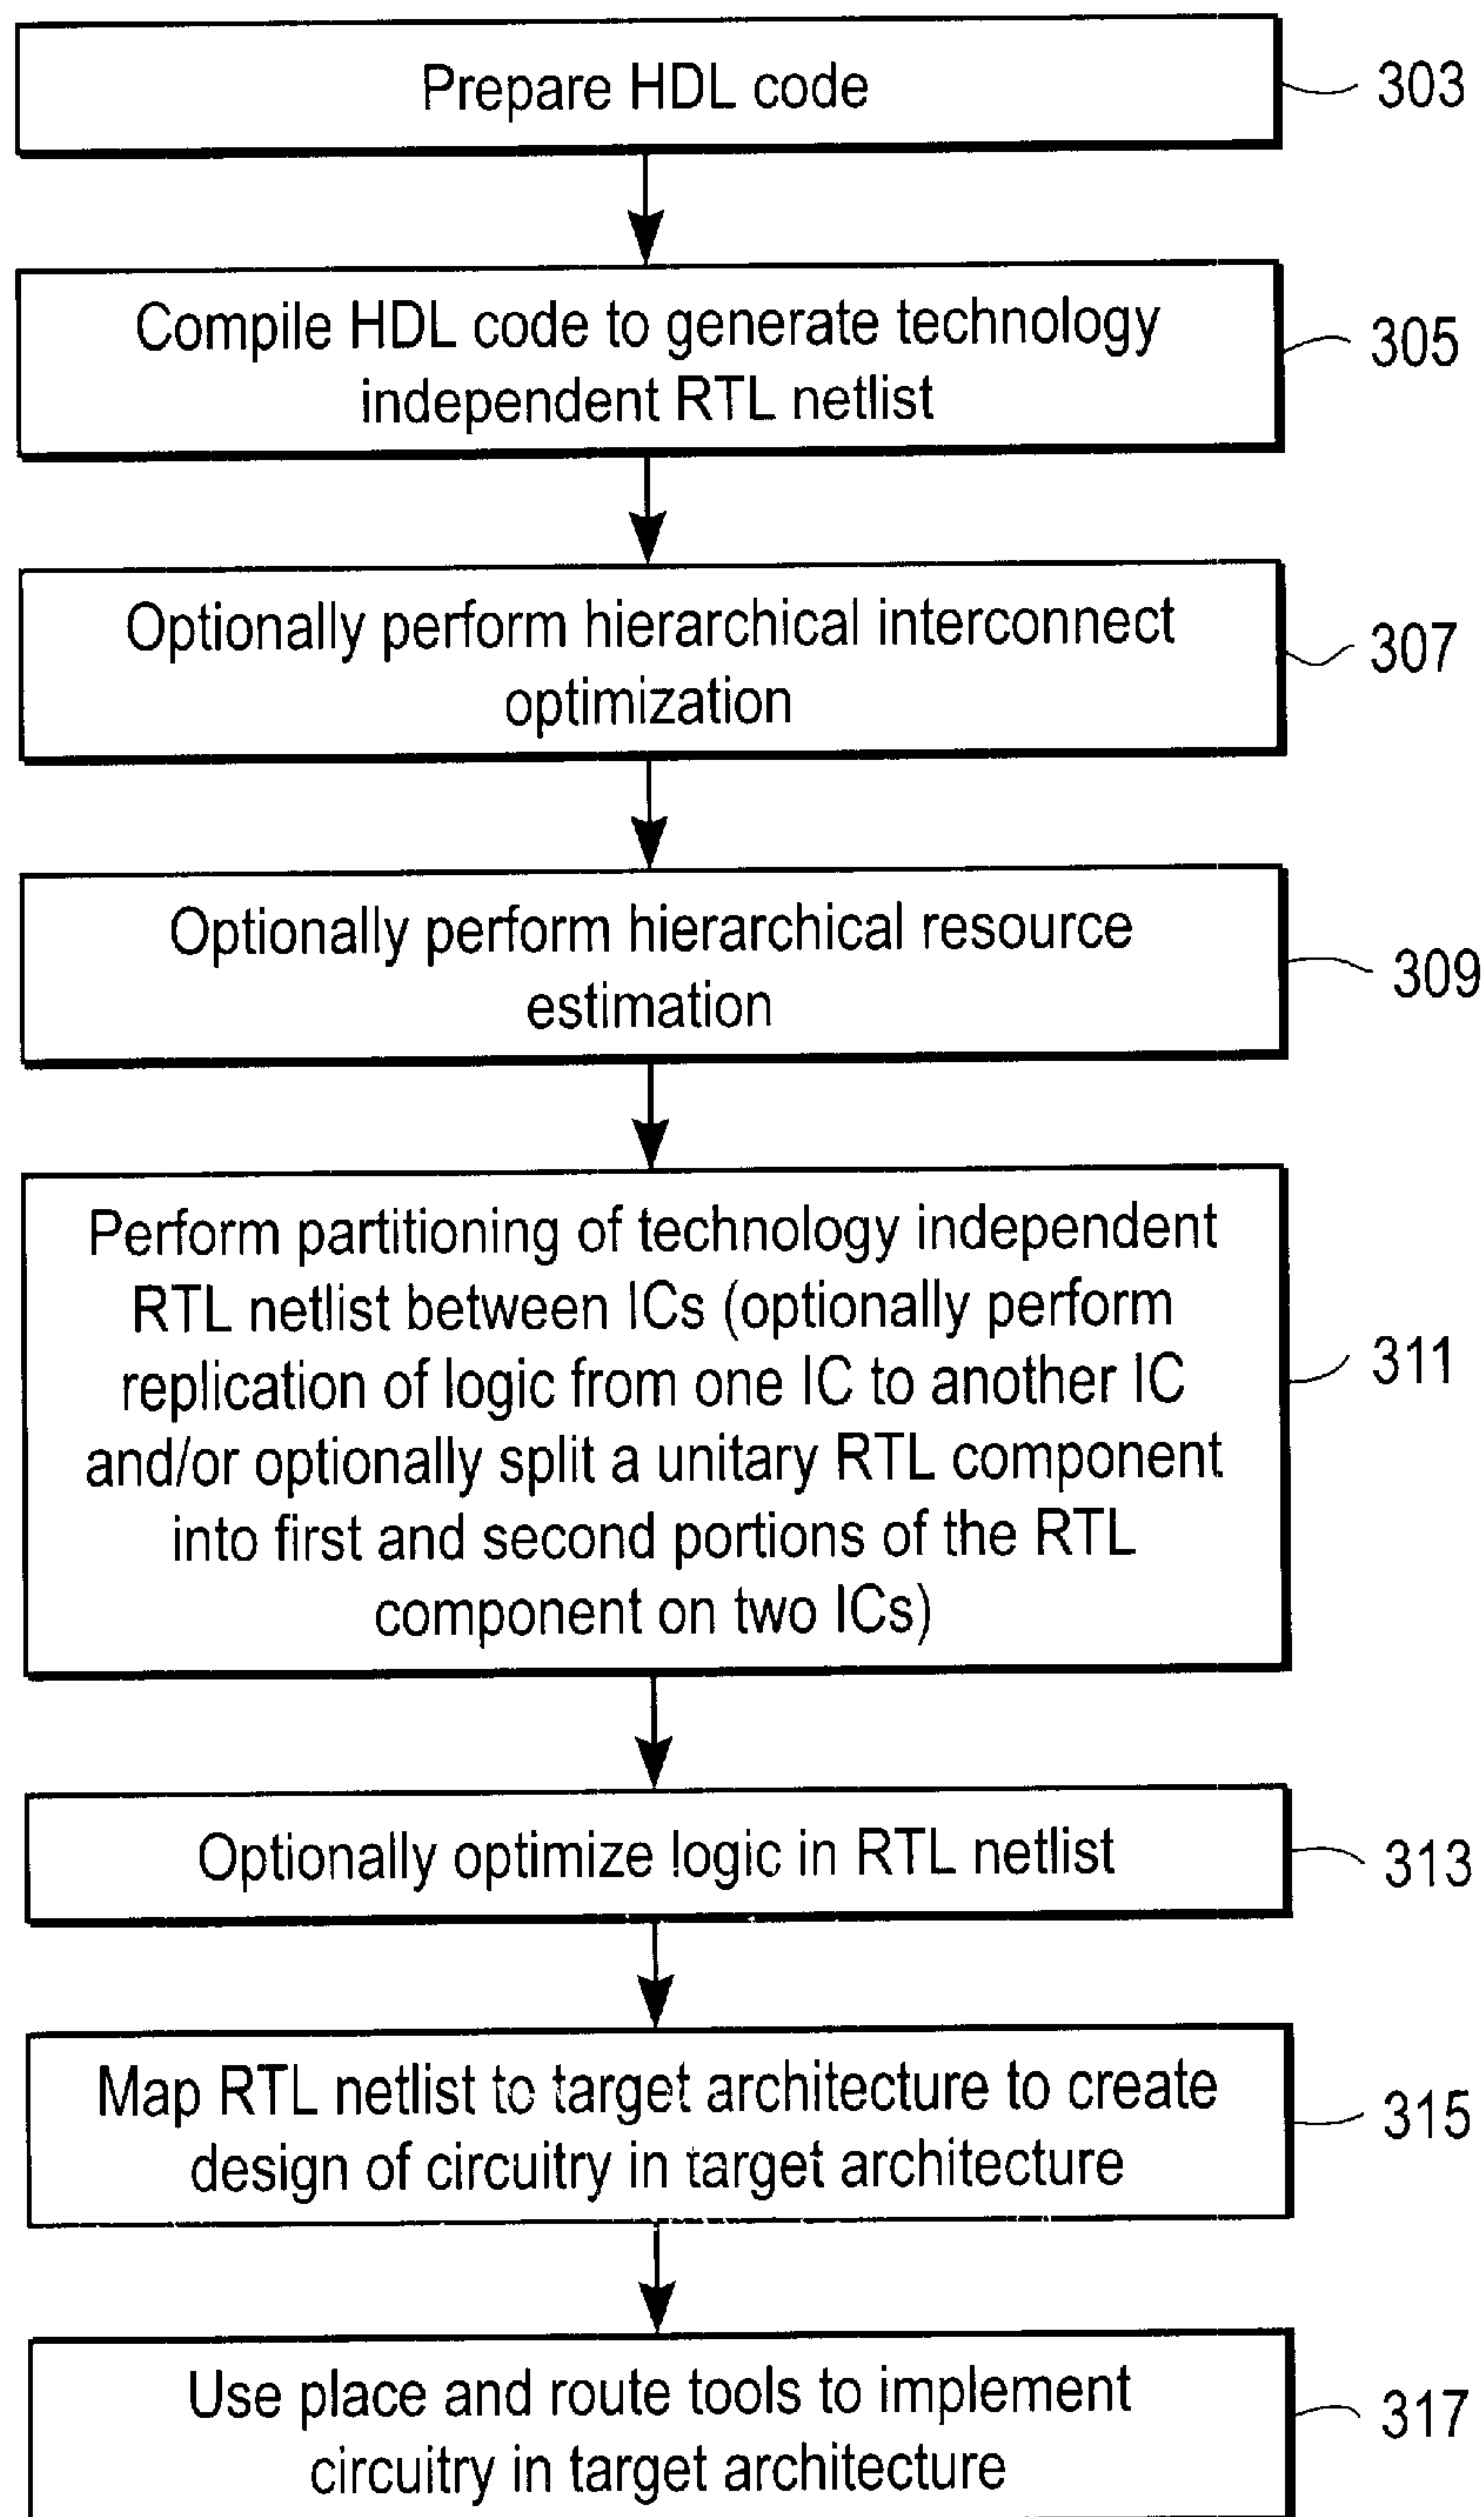 Prepare HDL code
303
Compile HDL code to generate technology
independent RTL netlist
305
Optionally perform hierarchical interconnect
optimization
307
Optionally perform hierarchical resource
estimation
309
Perform partitioning of technology independent
RTL netlist between ICs (optionally perform
replication of logic from one IC to another IC
and/or optionally split a unitary RTL component
into first and second portions of the RTL
component on two ICs)
311
Optionally optimize logic in RTL netlist
313
Map RTL netlist to target architecture to create
design of circuitry in target architecture
315
Use place and route tools to implement
circuitry in target architecture
317